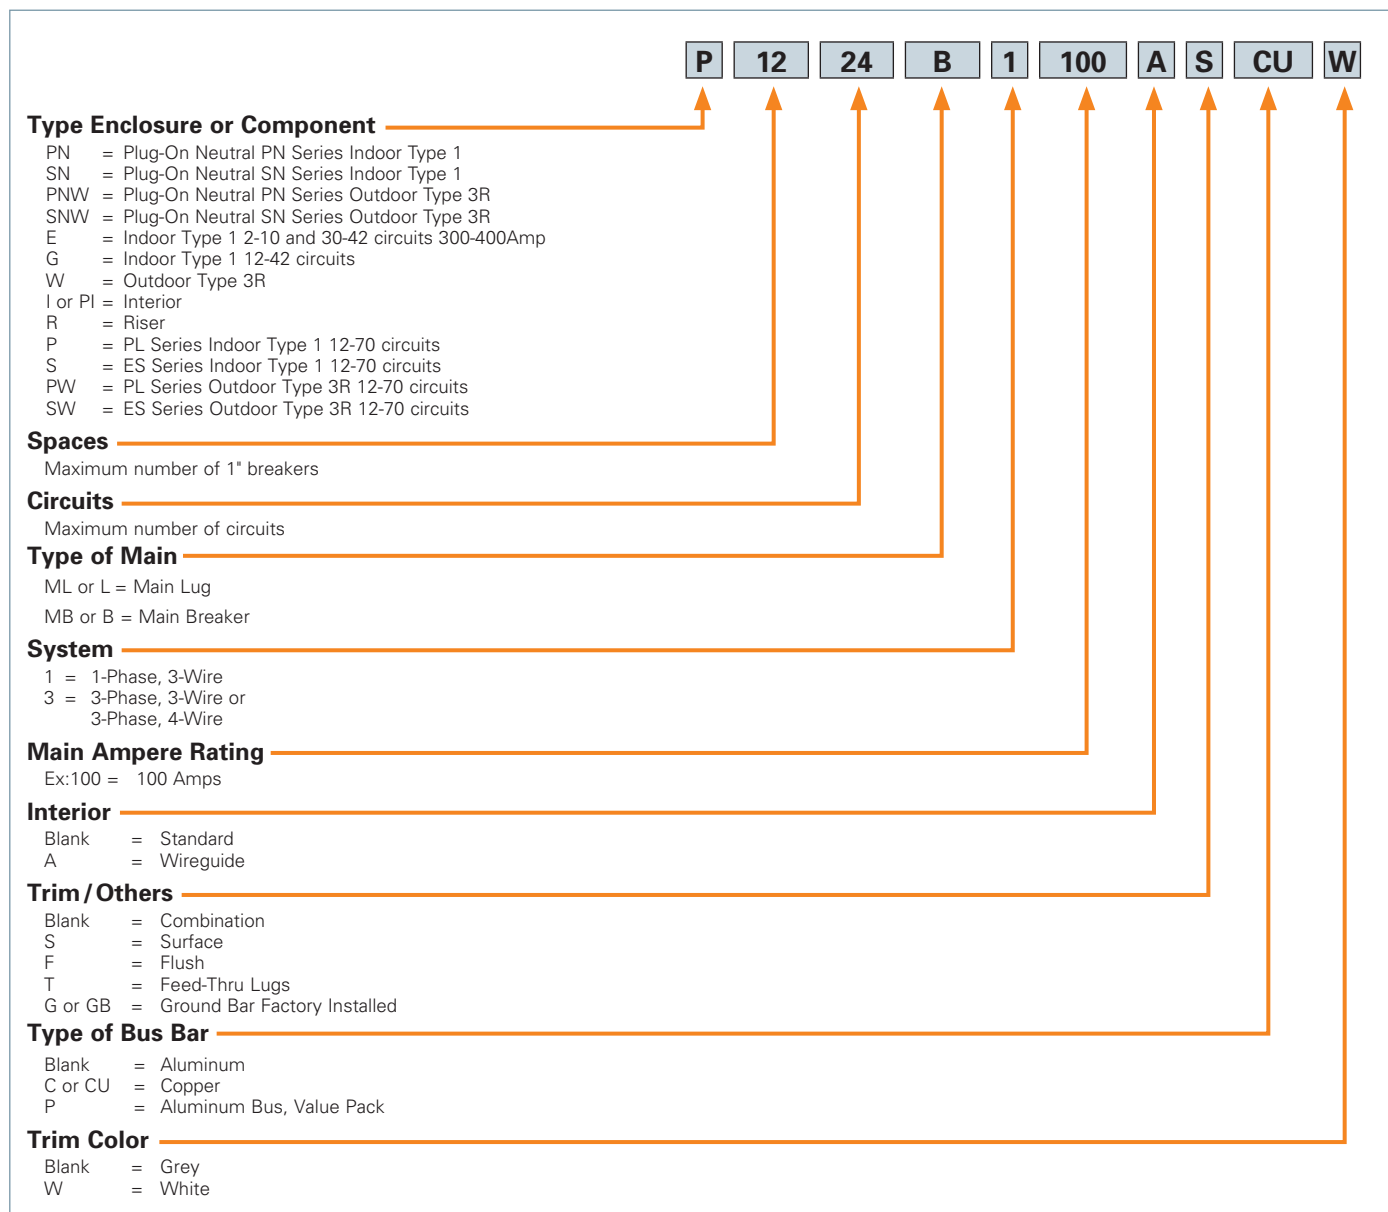 P 12 24 B 1 100 A S CU W
Type Enclosure or Component
PN = Plug-On Neutral PN Series Indoor Type 1
SN = Plug-On Neutral SN Series Indoor Type 1
PNW = Plug-On Neutral PN Series Outdoor Type 3R
SNW = Plug-On Neutral SN Series Outdoor Type 3R
E = Indoor Type 1 2-10 and 30-42 circuits 300-400Amp
G = Indoor Type 1 12-42 circuits
W = Outdoor Type 3R
I or PI = Interior
R = Riser
P = PL Series Indoor Type 1 12-70 circuits
S = ES Series Indoor Type 1 12-70 circuits
PW = PL Series Outdoor Type 3R 12-70 circuits
SW = ES Series Outdoor Type 3R 12-70 circuits
Spaces
Maximum number of 1" breakers
Circuits
Maximum number of circuits
Type of Main
ML or L = Main Lug
MB or B = Main Breaker
System
1 = 1-Phase, 3-Wire
3 = 3-Phase, 3-Wire or
3-Phase, 4-Wire
Main Ampere Rating
Ex:100 = 100 Amps
Interior
Blank = Standard
A = Wireguide
Trim/Others
Blank = Combination
S = Surface
F = Flush
T = Feed-Thru Lugs
G or GB = Ground Bar Factory Installed
Type of Bus Bar
Blank = Aluminum
C or CU = Copper
P = Aluminum Bus, Value Pack
Trim Color
Blank = Grey
W = White